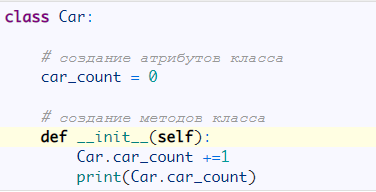 class Car:
# создание атрибутов класса
car_count = 0
# создание методов класса
def __init__(self):
Car.car_count +=1
print(Car.car_count)